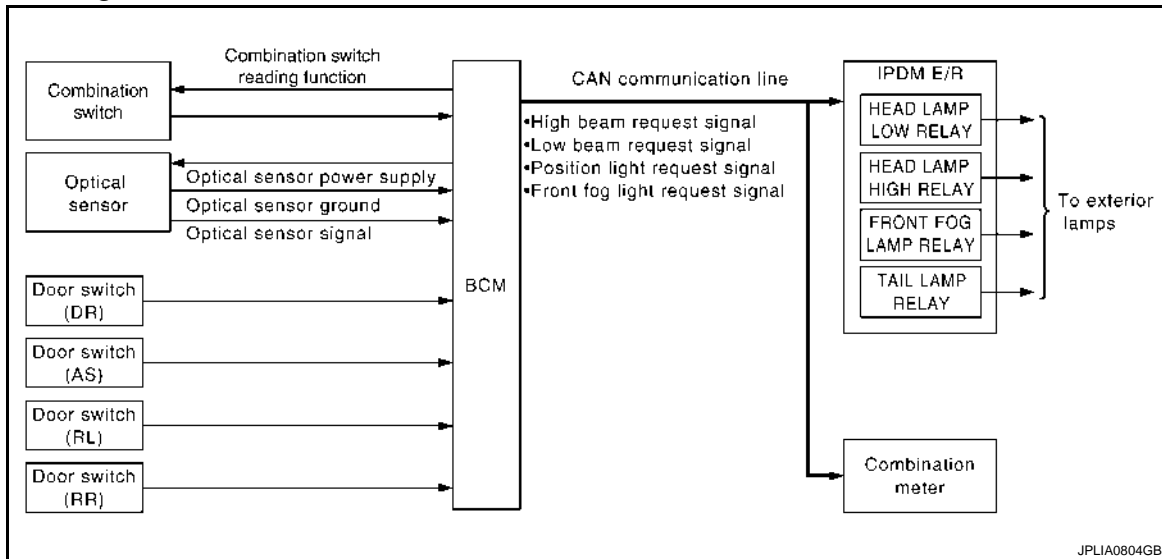 Combination
switch
Combination switch
reading function
Optical
sensor
Optical sensor power supply
Optical sensor ground
Optical sensor signal
Door switch
(DR)
Door switch
(AS)
Door switch
(RL)
Door switch
(RR)
BCM
CAN communication line
•High beam request signal
•Low beam request signal
•Position light request signal
•Front fog light request signal
IPDM E/R
HEAD LAMP
LOW RELAY
HEAD LAMP
HIGH RELAY
FRONT FOG
LAMP RELAY
TAIL LAMP
RELAY
To exterior
lamps
Combination
meter
JPLIA0804GB